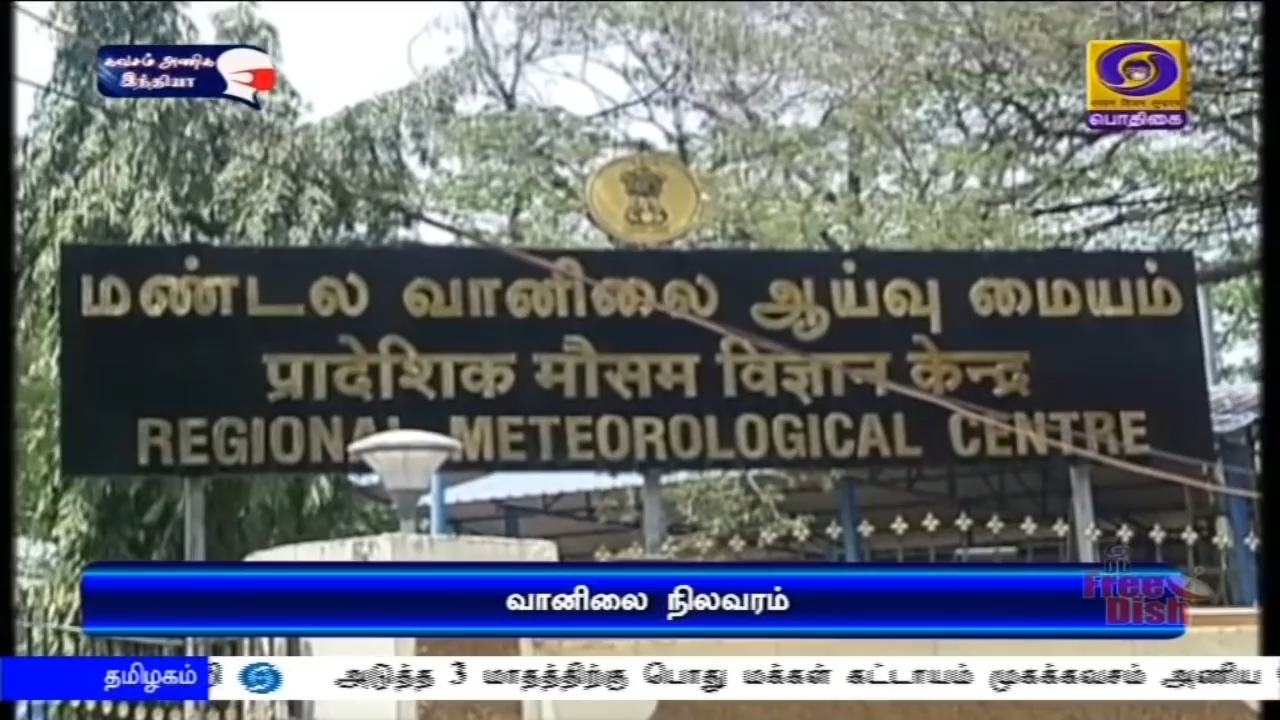 கவசம் அணிக
இந்தியா
பொதிகை
மண்டல வானிலை ஆய்வு மையம்
प्रादेशिक मौसम विज्ञान केन्द्र
REGIONAL METEOROLOGICAL CENTRE
வானிலை நிலவரம்
Free
Dish
தமிழகம்
அடுத்த 3 மாதத்திற்கு பொது மக்கள் கட்டாயம் முகக்கவசம் அணிய